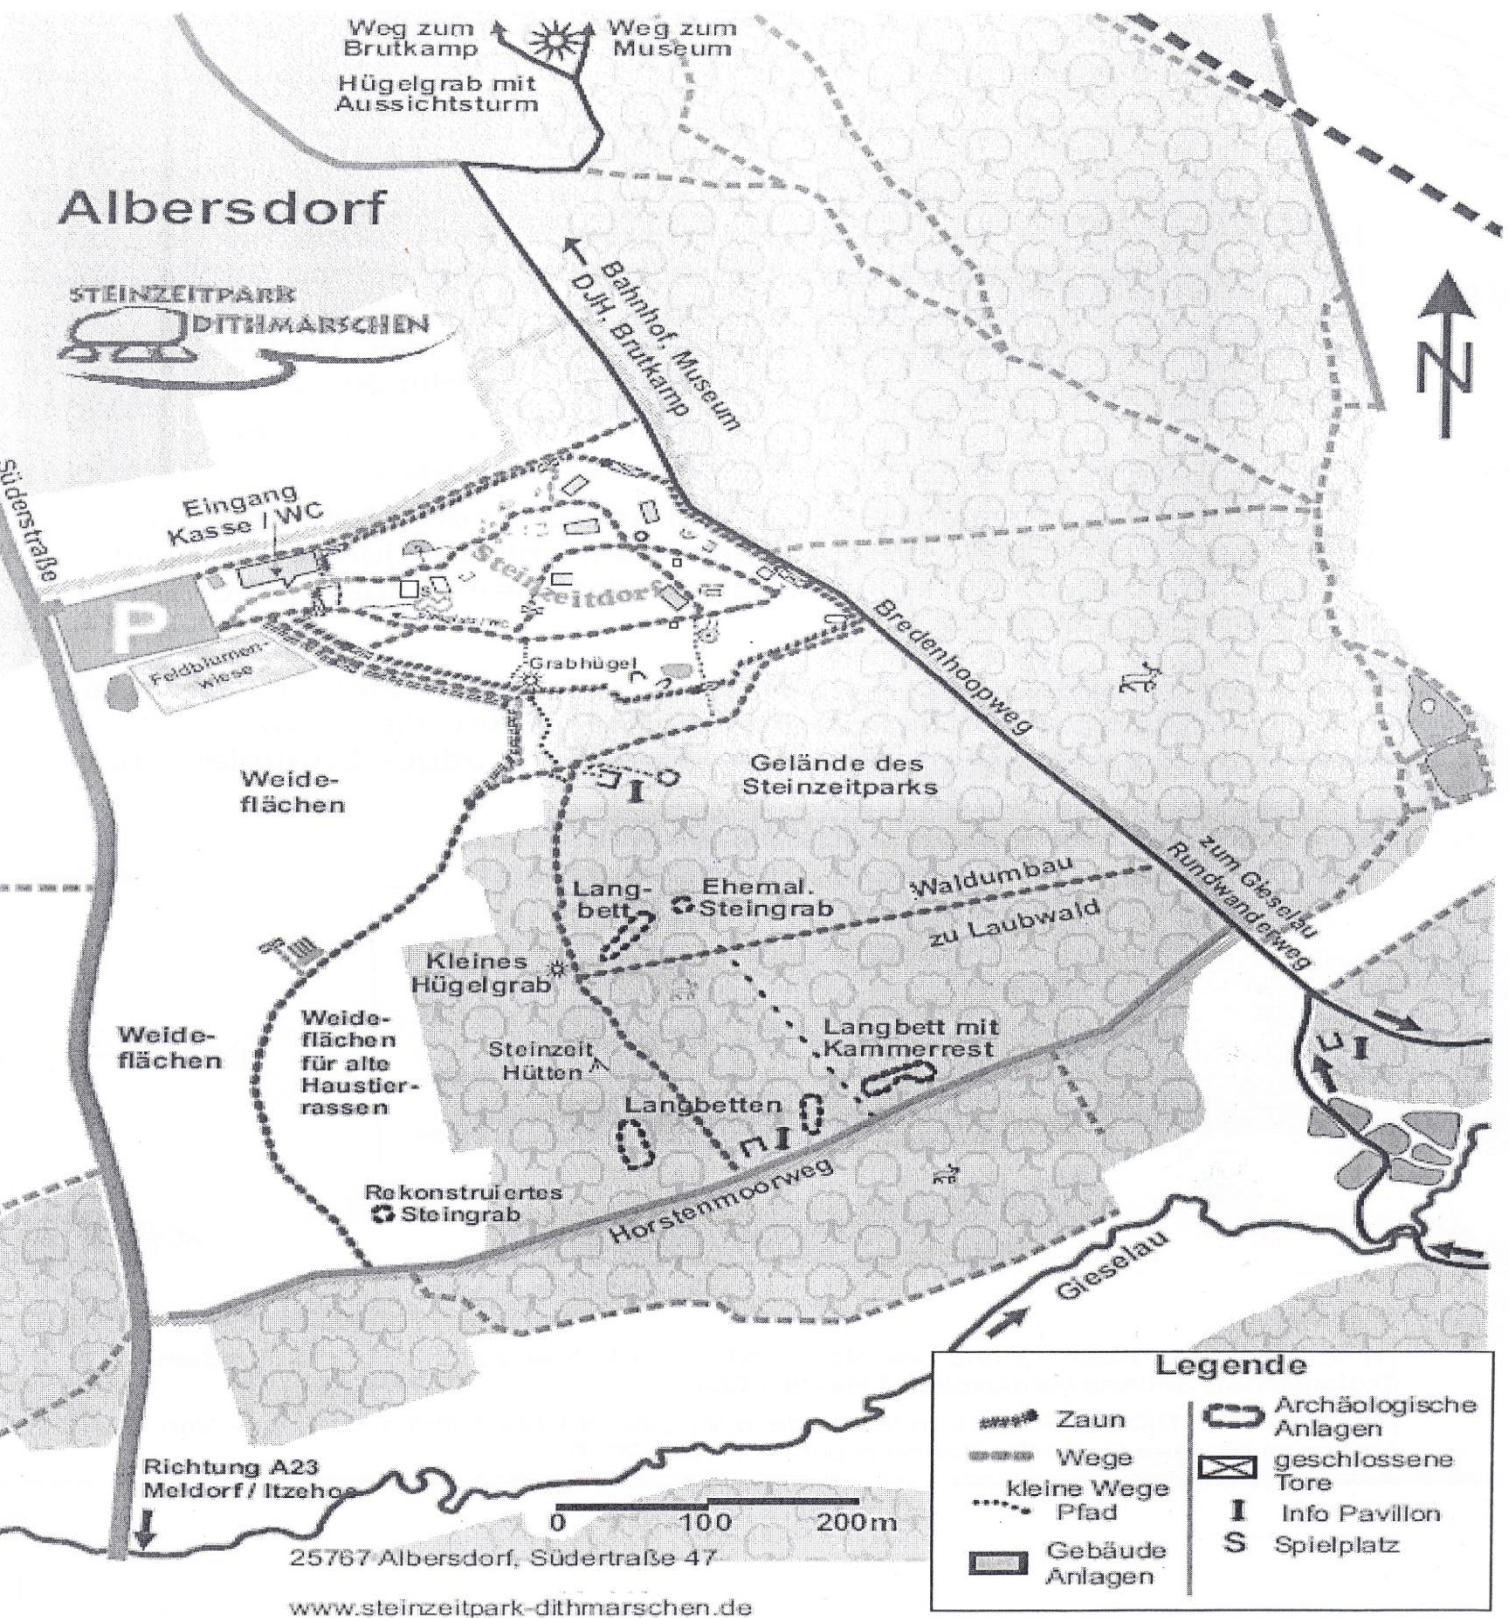 Weg zum
Brutkamp
Weg zum
Museum
Hügelgrab mit
Aussichtsturm
Albersdorf
STEINZEITPARK
DITHMARSCHEN
Bahnhof, Museum
DJH, Brutkamp
N
Süderstraße
Eingang
Kasse / WC
P
Feldblumen-
wiese
Steinzeitdorf
S
Grabhügel
Bredenhoopweg
Weide-
flächen
I
Gelände des
Steinzeitparks
zum Gieselau
Rundwanderweg
Lang-
bett
Ehemal.
Steingrab
Waldumbau
zu Laubwald
Kleines
Hügelgrab
Weide-
flächen
Weide-
flächen
für alte
Haustier-
rassen
Steinzeit
Hütten
Langbett mit
Kammerrest
I
Langbetten
I
Rekonstruiertes
Steingrab
Horstenmoorweg
Gieselau
Richtung A23
Meldorf / Itzehoe
0 100 200m
25767 Albersdorf, Südertraße 47
www.steinzeitpark-dithmarschen.de
Legende
Zaun
Wege
kleine Wege
Pfad
Gebäude
Anlagen
Archäologische
Anlagen
geschlossene
Tore
I Info Pavillon
S Spielplatz